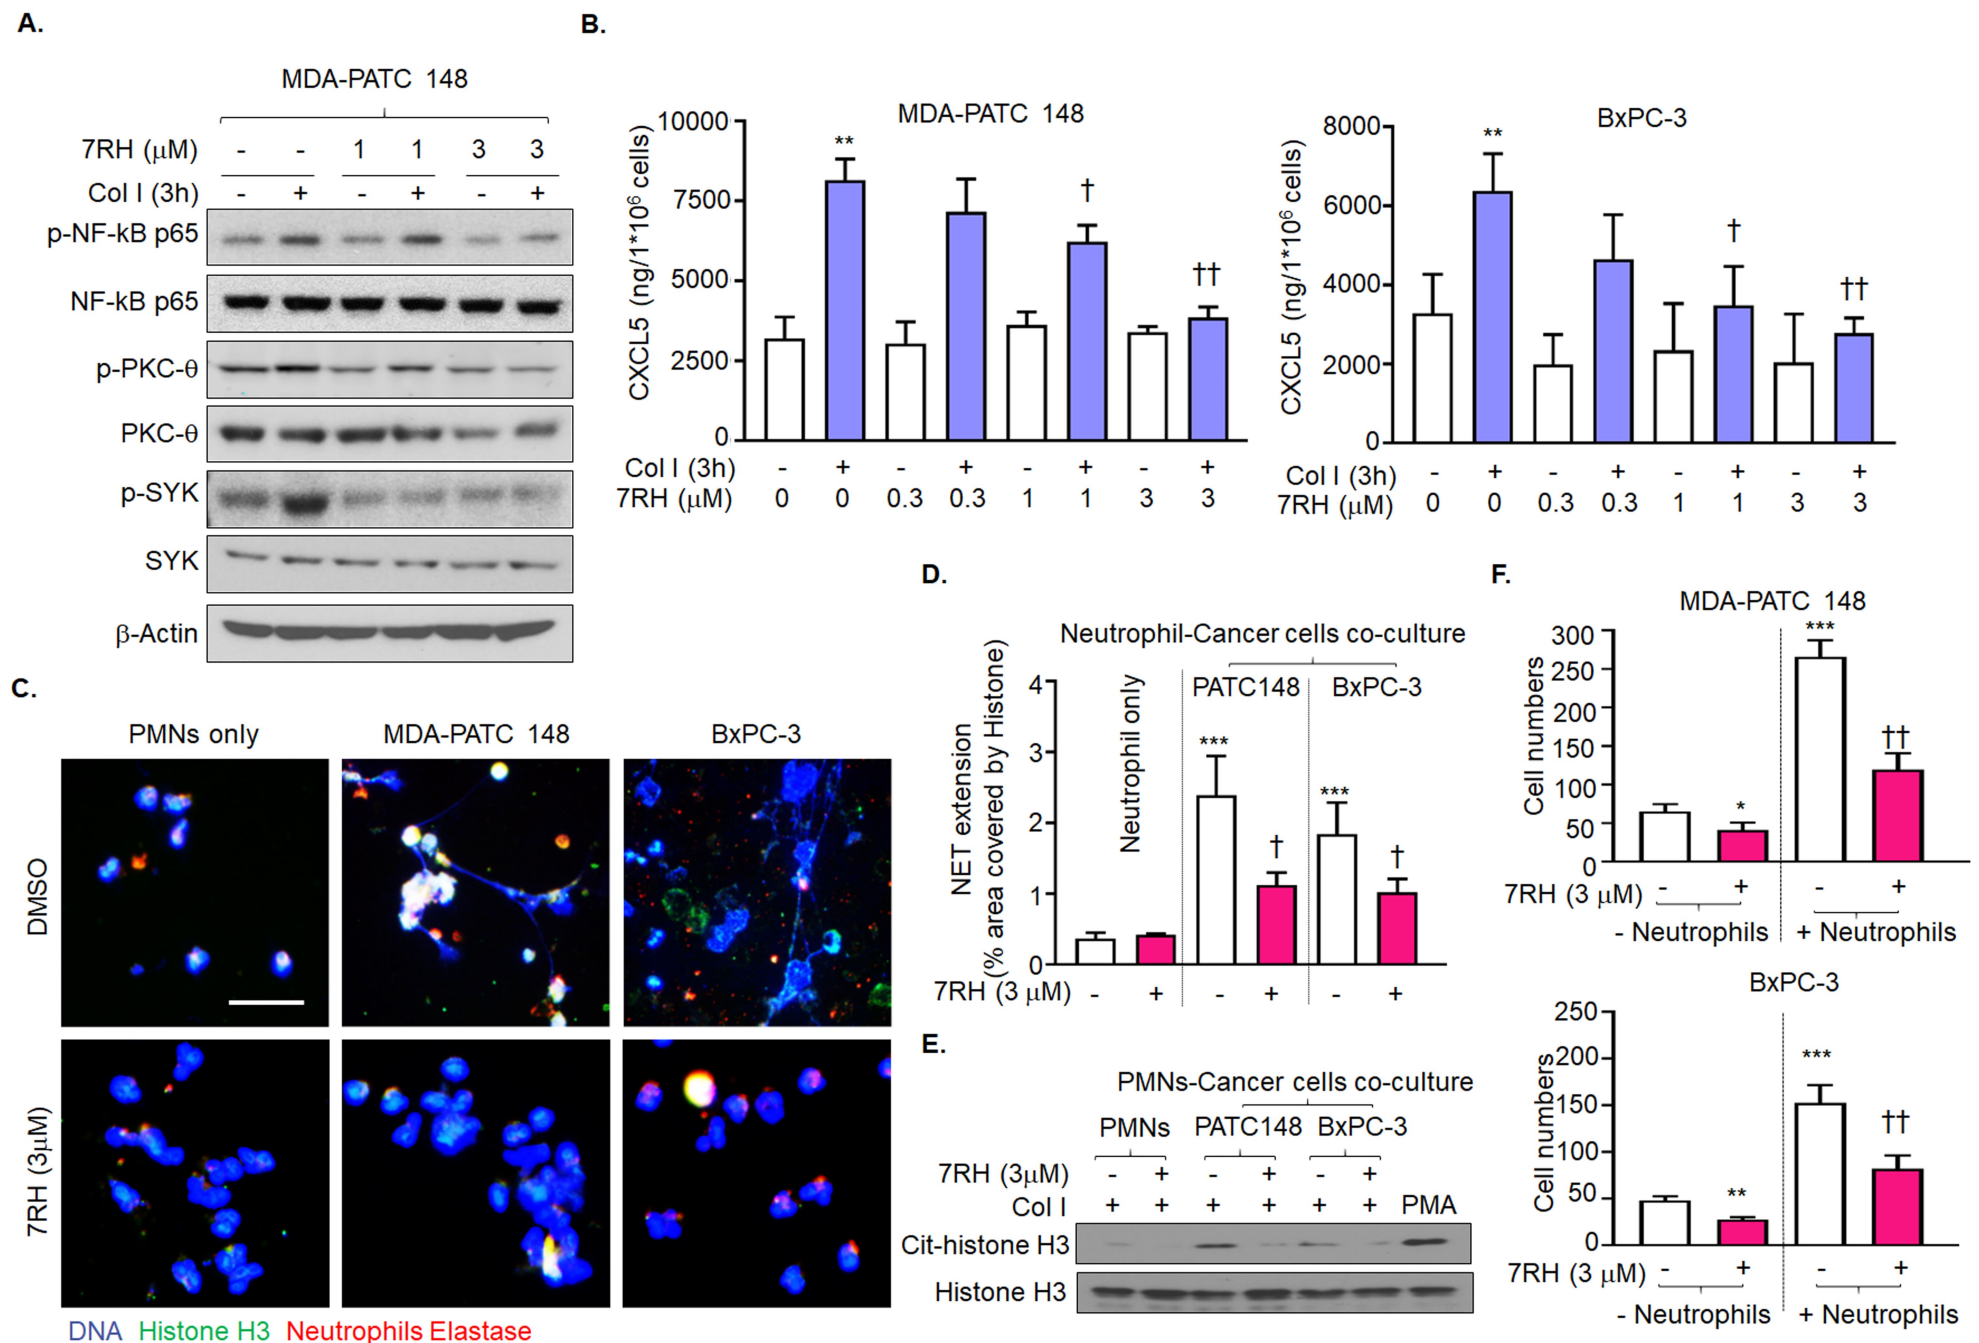 A.
MDA-PATC 148
7RH (μM) - - 1 1 3 3
Col I (3h) - + - + - +
p-NF-kB p65
NF-kB p65
p-PKC-θ
PKC-θ
p-SYK
SYK
β-Actin
B.
MDA-PATC 148
CXCL5 (ng/1*10⁶ cells)
10000
7500
5000
2500
0
**
†
††
Col I (3h) - + - + - + - +
7RH (μM) 0 0 0.3 0.3 1 1 3 3
BxPC-3
CXCL5 (ng/1*10⁶ cells)
8000
6000
4000
2000
0
**
†
††
Col I (3h) - + - + - + - +
7RH (μM) 0 0 0.3 0.3 1 1 3 3
C.
PMNs only MDA-PATC 148 BxPC-3
DMSO
7RH (3μM)
DNA Histone H3 Neutrophils Elastase
D.
Neutrophil-Cancer cells co-culture
Neutrophil only
PATC148 BxPC-3
NET extension
(% area covered by Histone)
4
3
2
1
0
***
†
***
†
7RH (3 μM) - + - + - +
E.
PMNs-Cancer cells co-culture
PMNs PATC148 BxPC-3
7RH (3μM) - + - + - +
Col I + + + + + + PMA
Cit-histone H3
Histone H3
F.
MDA-PATC 148
Cell numbers
300
250
200
150
100
50
0
*
***
††
7RH (3 μM) - + - +
- Neutrophils + Neutrophils
BxPC-3
Cell numbers
250
200
150
100
50
0
**
***
††
7RH (3 μM) - + - +
- Neutrophils + Neutrophils